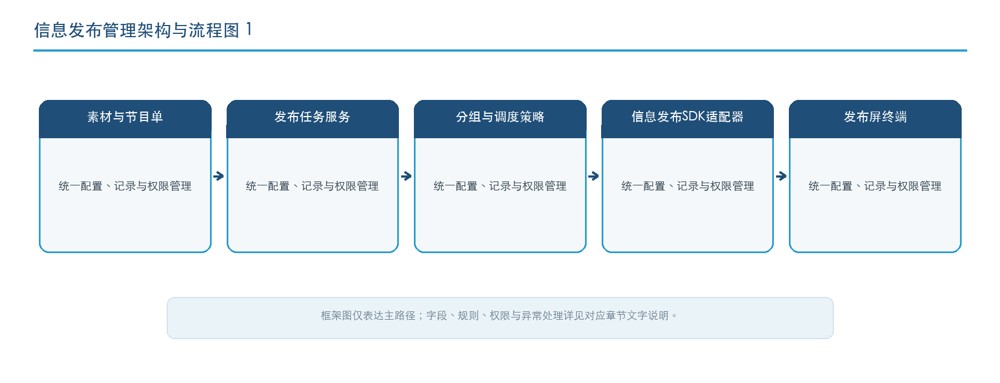 信息发布管理架构与流程图 1
素材与节目单
发布任务服务
分组与调度策略
信息发布SDK适配器
发布屏终端
统一配置、记录与权限管理
统一配置、记录与权限管理
统一配置、记录与权限管理
统一配置、记录与权限管理
统一配置、记录与权限管理
框架图仅表达主路径；字段、规则、权限与异常处理详见对应章节文字说明。